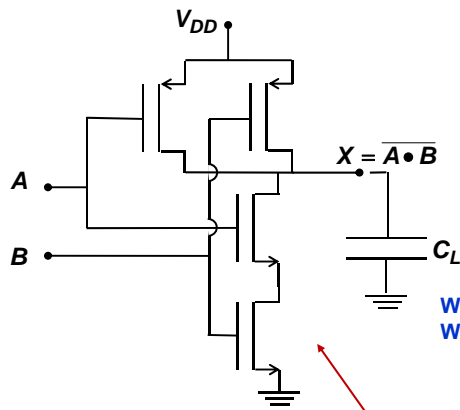 V_DD
X = \overline{A • B}
A
B
C_L
W
W